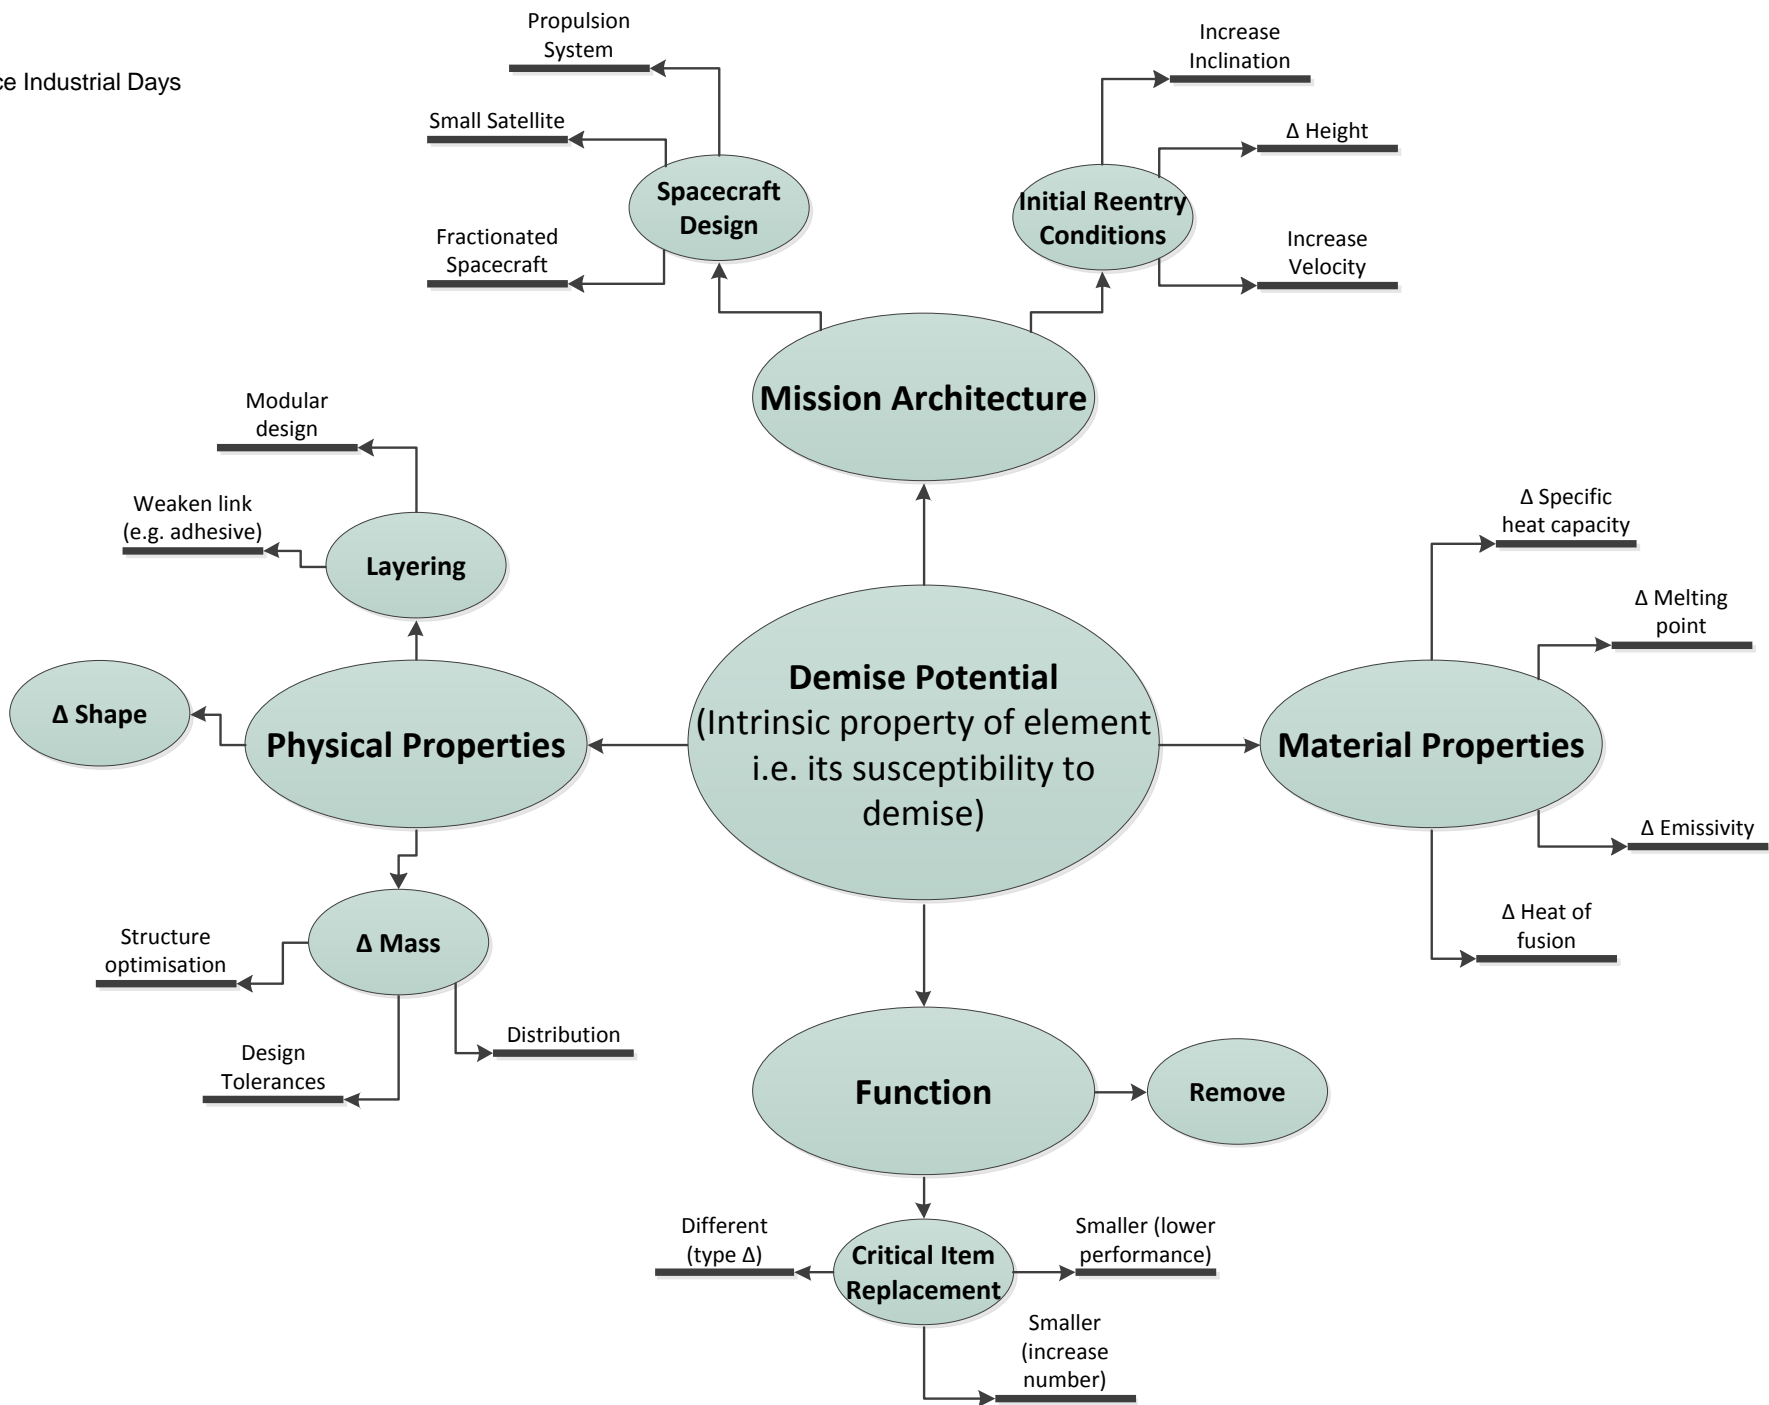 Propulsion
System
Increase
Inclination
ce Industrial Days
Small Satellite
Δ Height
Spacecraft
Design
Initial Reentry
Conditions
Fractionated
Spacecraft
Increase
Velocity
Mission Architecture
Modular
design
Weaken link
(e.g. adhesive)
Layering
Δ Specific
heat capacity
Δ Melting
point
Δ Shape
Physical Properties
Demise Potential
(Intrinsic property of element
i.e. its susceptibility to
demise)
Material Properties
Δ Emissivity
Δ Heat of
fusion
Δ Mass
Structure
optimisation
Distribution
Design
Tolerances
Function
Remove
Different
(type Δ)
Critical Item
Replacement
Smaller (lower
performance)
Smaller
(increase
number)